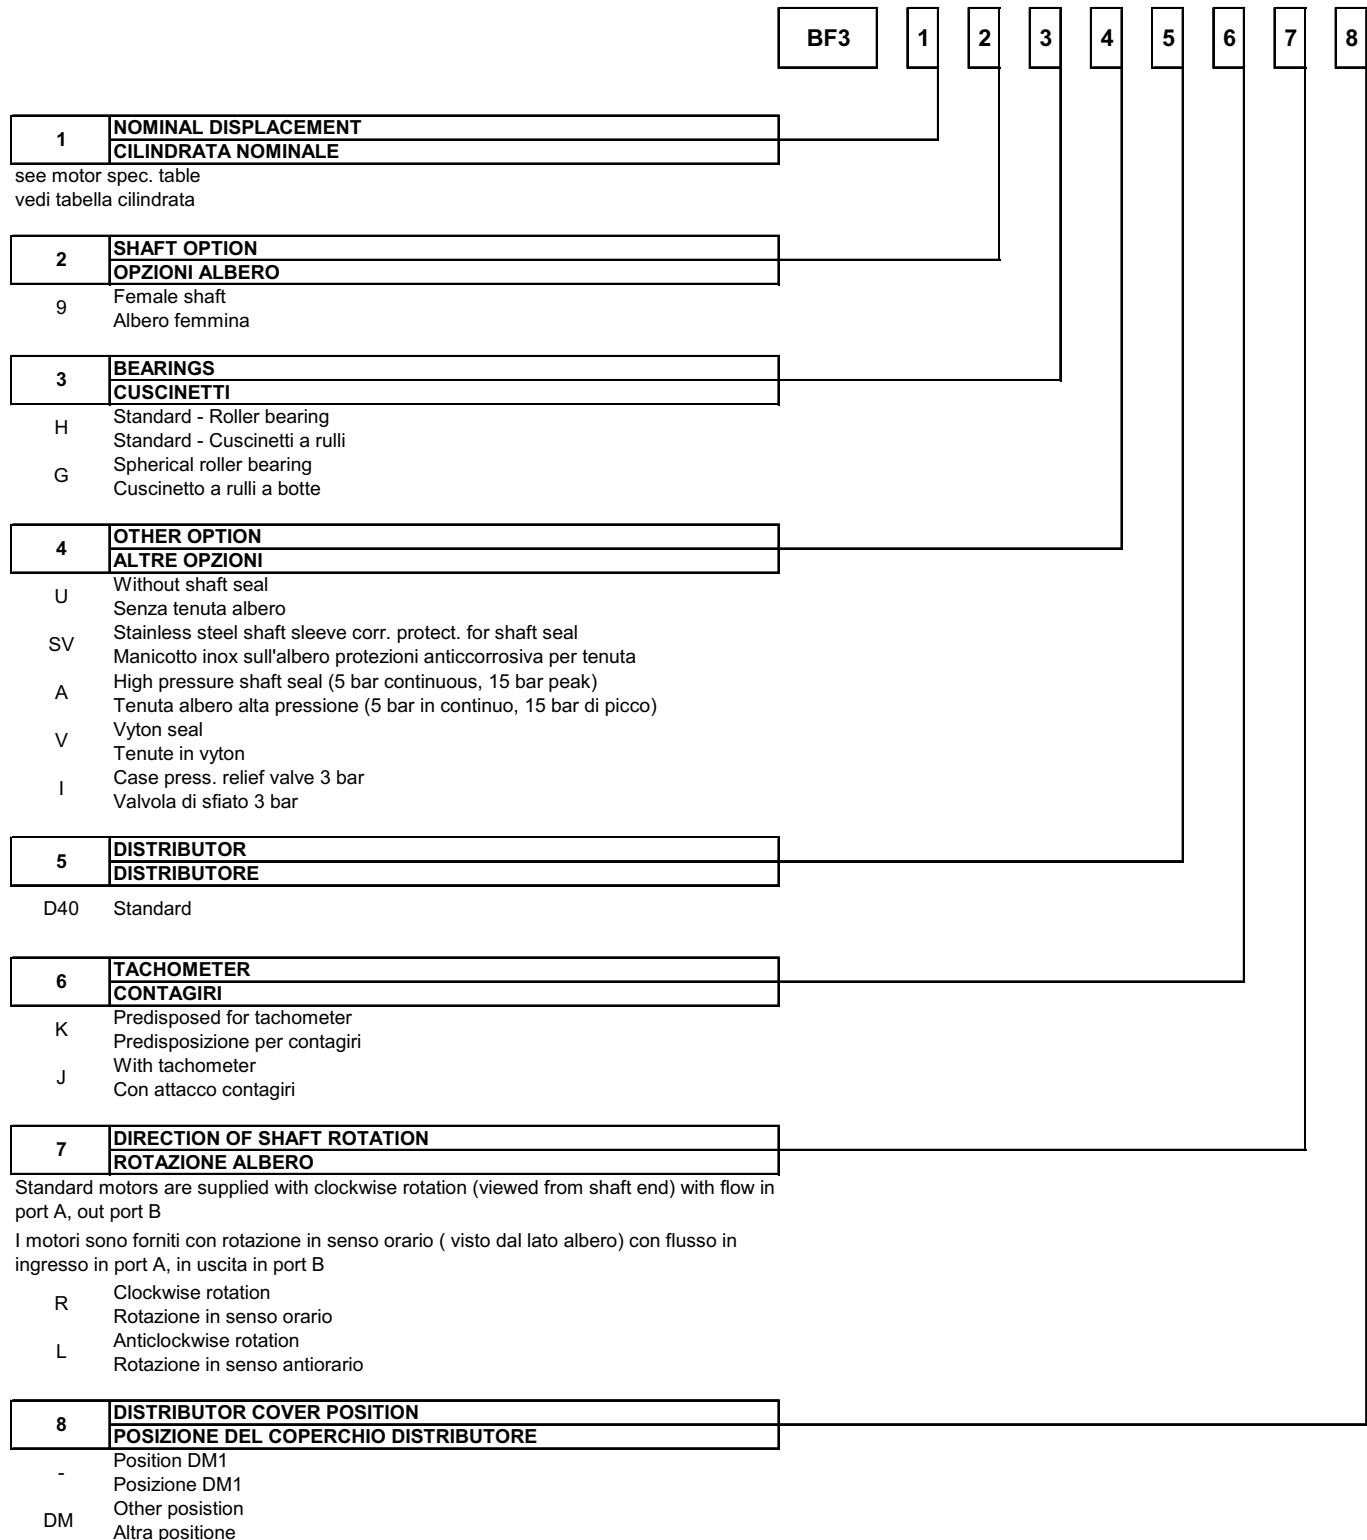 BF3 1 2 3 4 5 6 7 8
1 NOMINAL DISPLACEMENT
CILINDRATA NOMINALE
see motor spec. table
vedi tabella cilindrata
2 SHAFT OPTION
OPZIONI ALBERO
9 Female shaft
Albero femmina
3 BEARINGS
CUSCINETTI
H Standard - Roller bearing
Standard - Cuscinetti a rulli
G Spherical roller bearing
Cuscinetto a rulli a botte
4 OTHER OPTION
ALTRE OPZIONI
U Without shaft seal
Senza tenuta albero
SV Stainless steel shaft sleeve corr. protect. for shaft seal
Manicotto inox sull'albero protezioni anticcorrosiva per tenuta
A High pressure shaft seal (5 bar continuous, 15 bar peak)
Tenuta albero alta pressione (5 bar in continuo, 15 bar di picco)
V Vyton seal
Tenute in vyton
I Case press. relief valve 3 bar
Valvola di sfiato 3 bar
5 DISTRIBUTOR
DISTRIBUTORE
D40 Standard
6 TACHOMETER
CONTAGIRI
K Predisposed for tachometer
Predisposizione per contagiri
J With tachometer
Con attacco contagiri
7 DIRECTION OF SHAFT ROTATION
ROTAZIONE ALBERO
Standard motors are supplied with clockwise rotation (viewed from shaft end) with flow in
port A, out port B
I motori sono forniti con rotazione in senso orario ( visto dal lato albero) con flusso in
ingresso in port A, in uscita in port B
R Clockwise rotation
Rotazione in senso orario
L Anticlockwise rotation
Rotazione in senso antiorario
8 DISTRIBUTOR COVER POSITION
POSIZIONE DEL COPERCHIO DISTRIBUTORE
- Position DM1
Posizione DM1
DM Other posistion
Altra positione